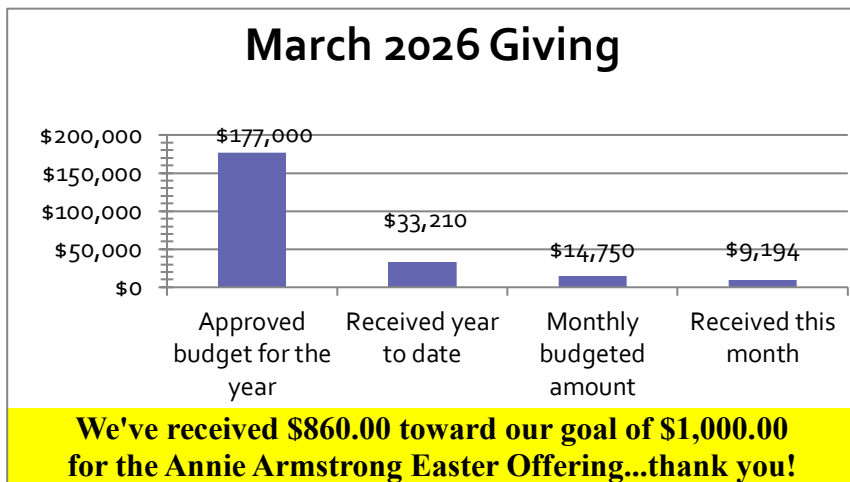 March 2026 Giving
$200,000
$150,000
$100,000
$50,000
$0
$177,000
$33,210
$14,750
$9,194
Approved
budget for the
year
Received year
to date
Monthly
budgeted
amount
Received this
month
We've received $860.00 toward our goal of $1,000.00
for the Annie Armstrong Easter Offering...thank you!